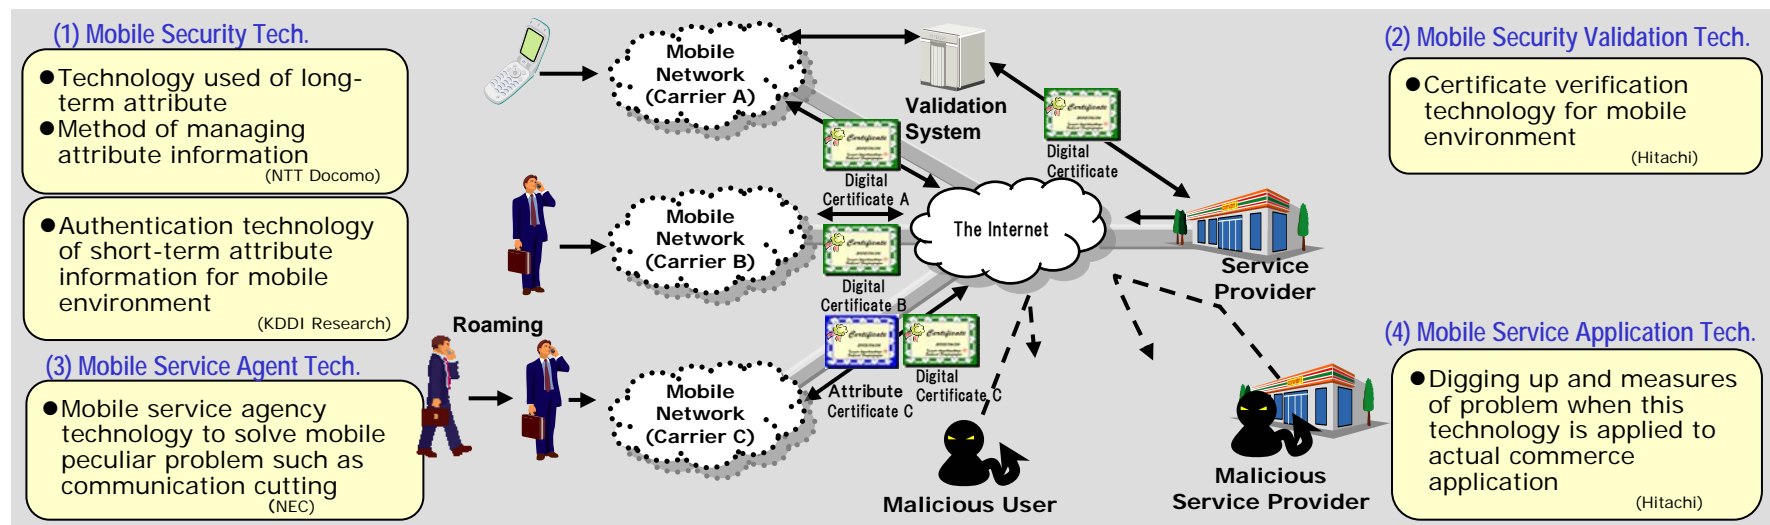 (1) Mobile Security Tech.
●Technology used of long-
term attribute
●Method of managing
attribute information
(NTT Docomo)
●Authentication technology
of short-term attribute
information for mobile
environment
(KDDI Research)
(3) Mobile Service Agent Tech.
●Mobile service agency
technology to solve mobile
peculiar problem such as
communication cutting
(NEC)
Roaming
Mobile
Network
(Carrier A)
Mobile
Network
(Carrier B)
Mobile
Network
(Carrier C)
Validation
System
Certificate
Digital
Certificate
Certificate
Digital
Certificate A
Certificate
Digital
Certificate B
Certificate
Attribute
Certificate C
Certificate
Digital
Certificate C
The Internet
Service
Provider
Malicious User
Malicious
Service Provider
(2) Mobile Security Validation Tech.
●Certificate verification
technology for mobile
environment
(Hitachi)
(4) Mobile Service Application Tech.
●Digging up and measures
of problem when this
technology is applied to
actual commerce
application
(Hitachi)